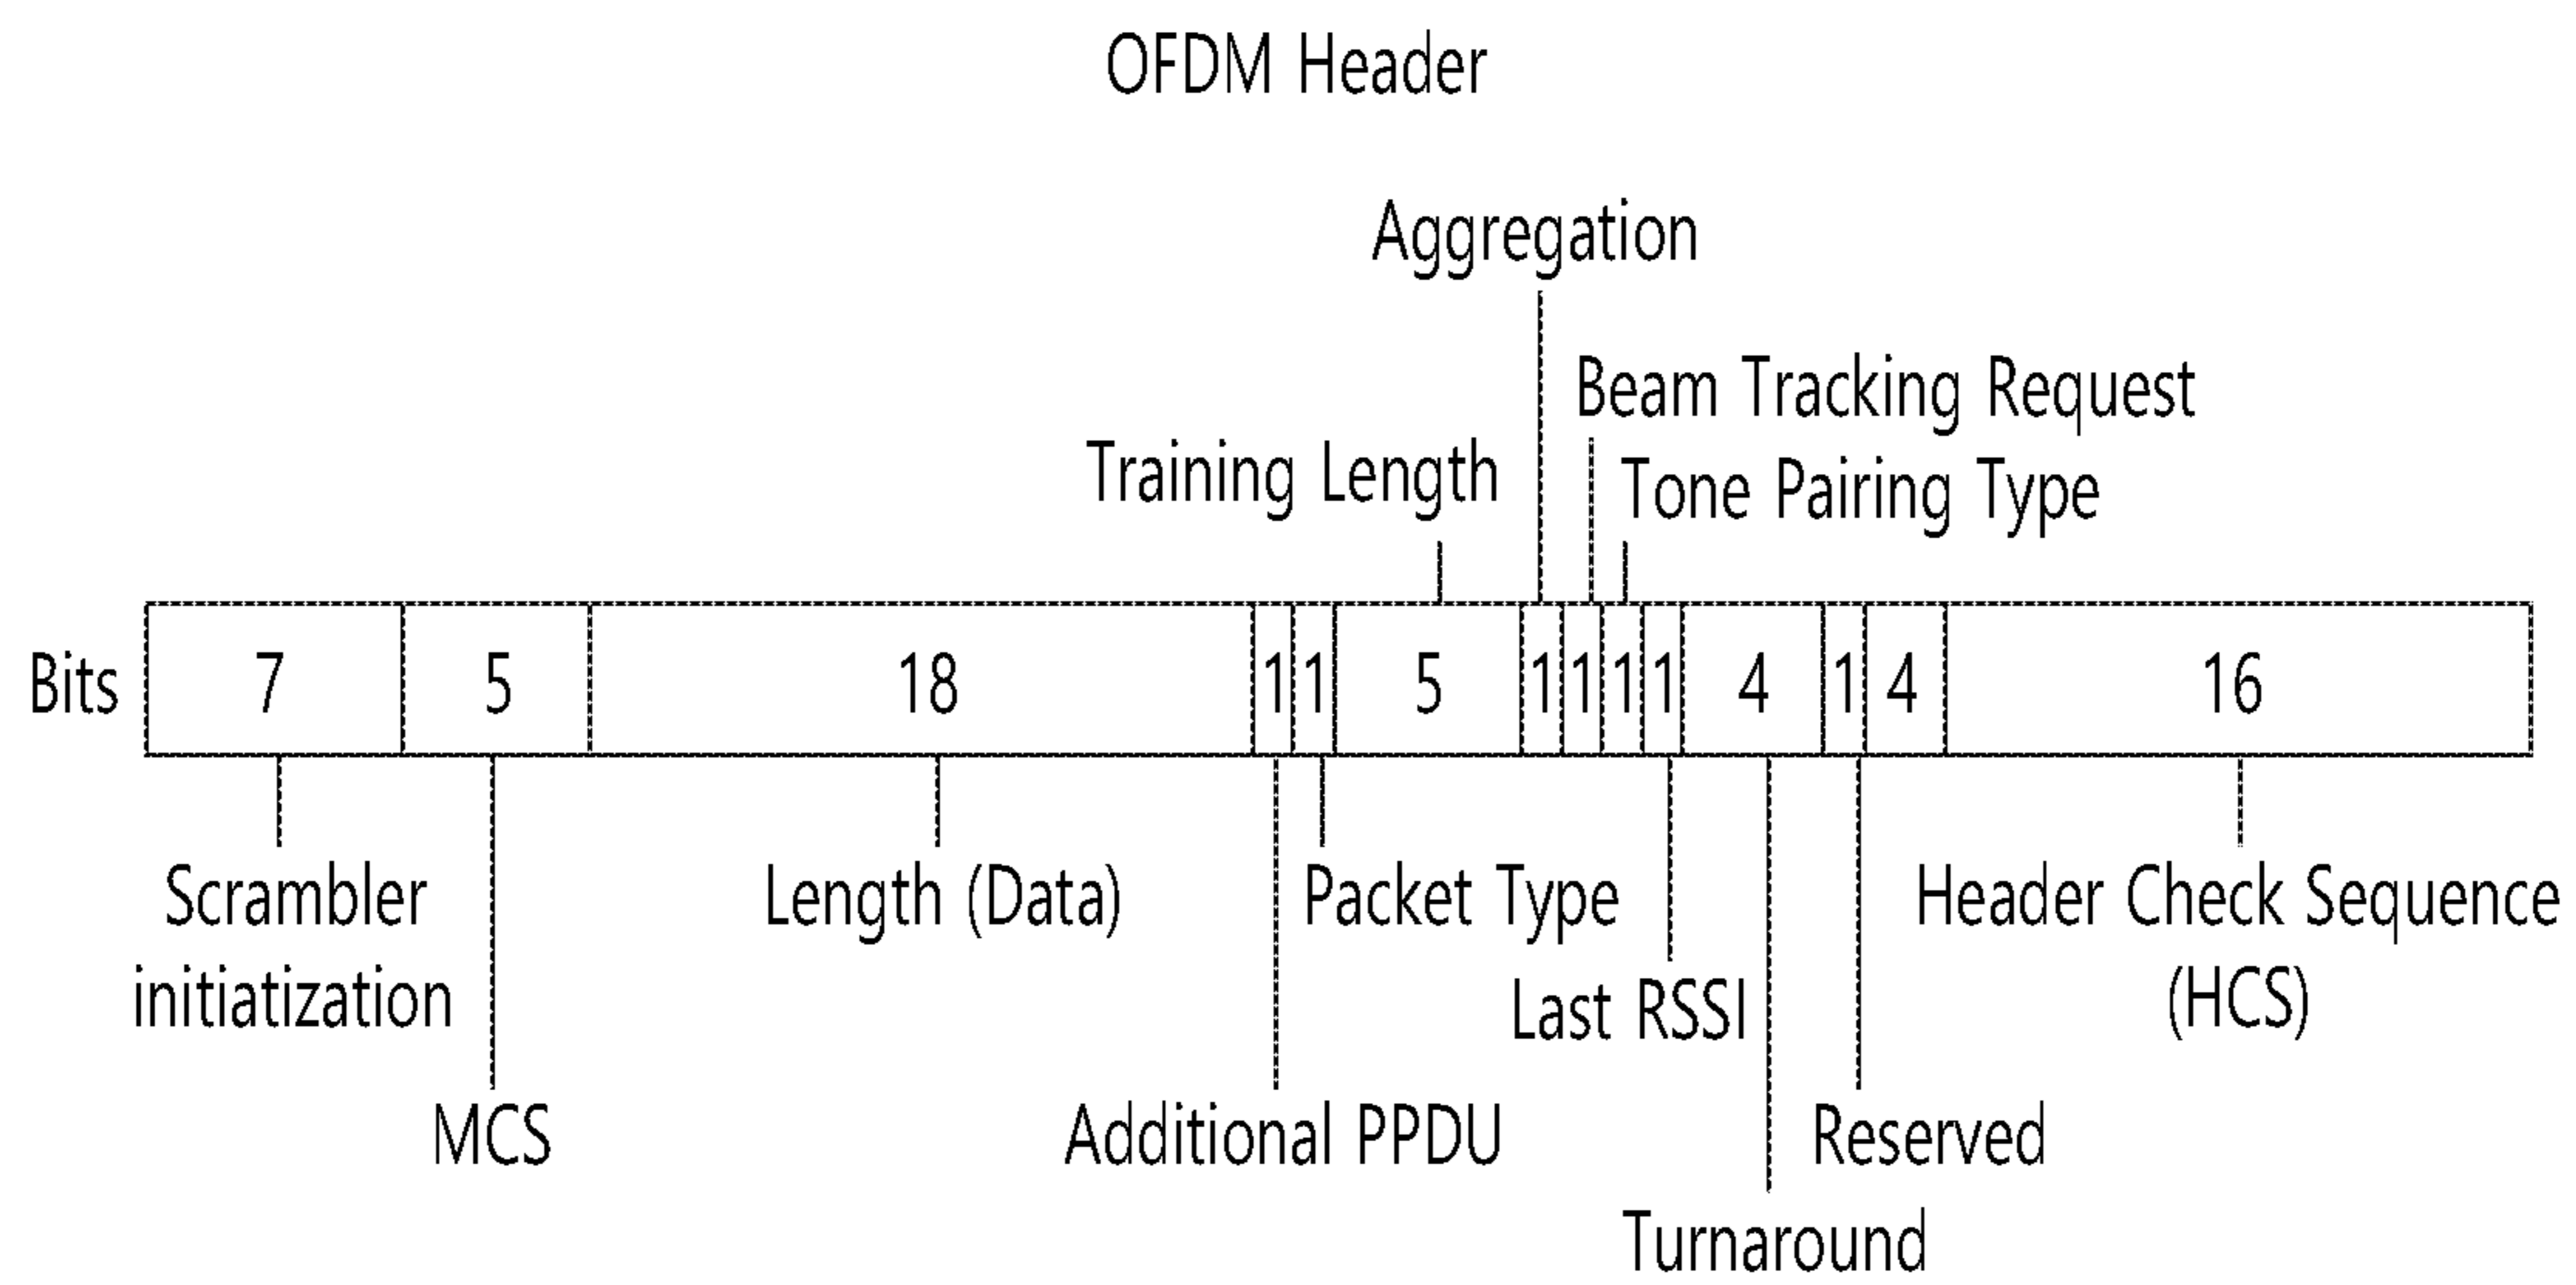 OFDM Header
Aggregation
Beam Tracking Request
Training Length
Tone Pairing Type
Bits 7 5 18 1 1 5 1 1 1 1 4 1 4 16
Scrambler
initiatization
Length (Data)
Packet Type
Header Check Sequence
(HCS)
Last RSSI
MCS
Additional PPDU
Reserved
Turnaround